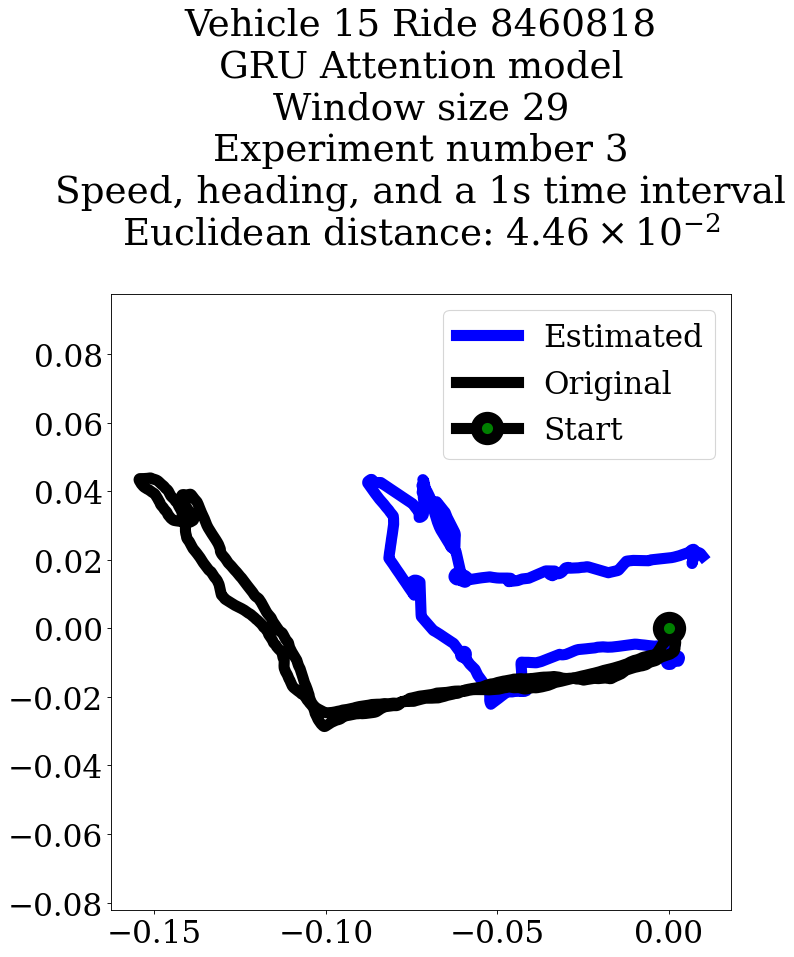 Vehicle 15 Ride 8460818
GRU Attention model
Window size 29
Experiment number 3
Speed, heading, and a 1s time interval
Euclidean distance: 4.46 × 10⁻²
Estimated
Original
Start
0.08
0.06
0.04
0.02
0.00
−0.02
−0.04
−0.06
−0.08
−0.15 −0.10 −0.05 0.00